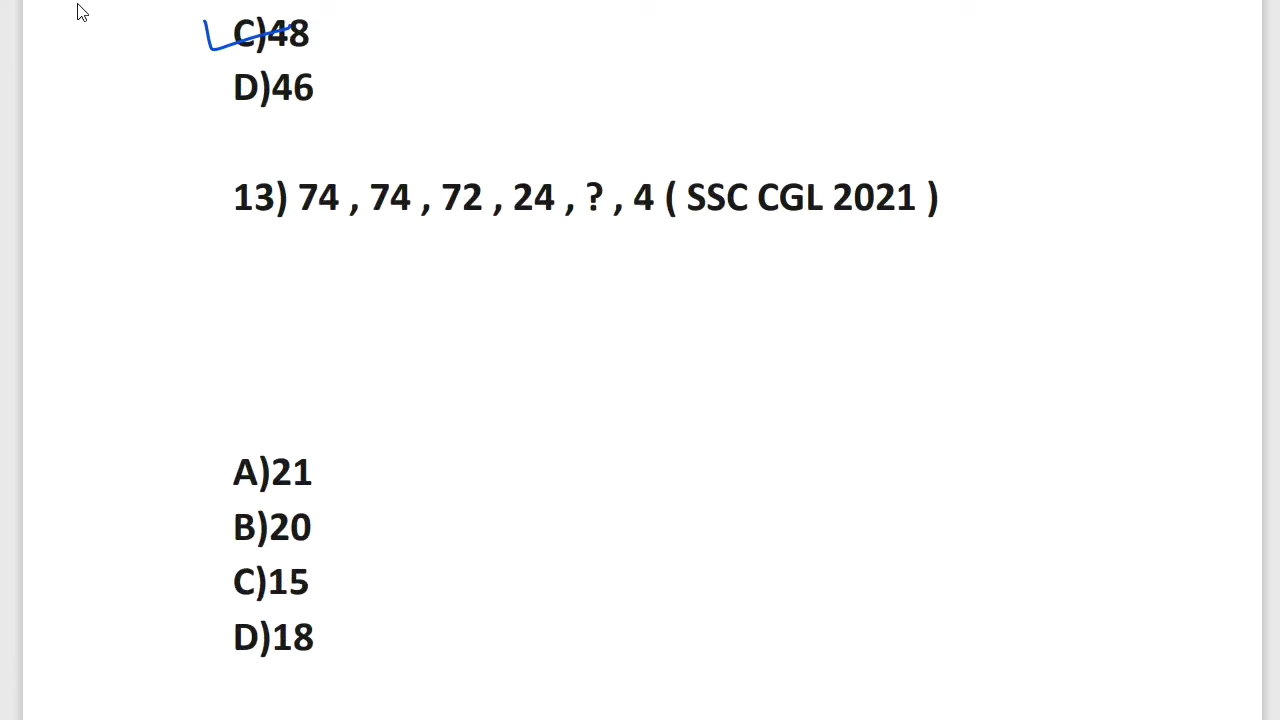 C)48
D)46
13) 74 , 74 , 72 , 24 , ? , 4 ( SSC CGL 2021 )
A)21
B)20
C)15
D)18